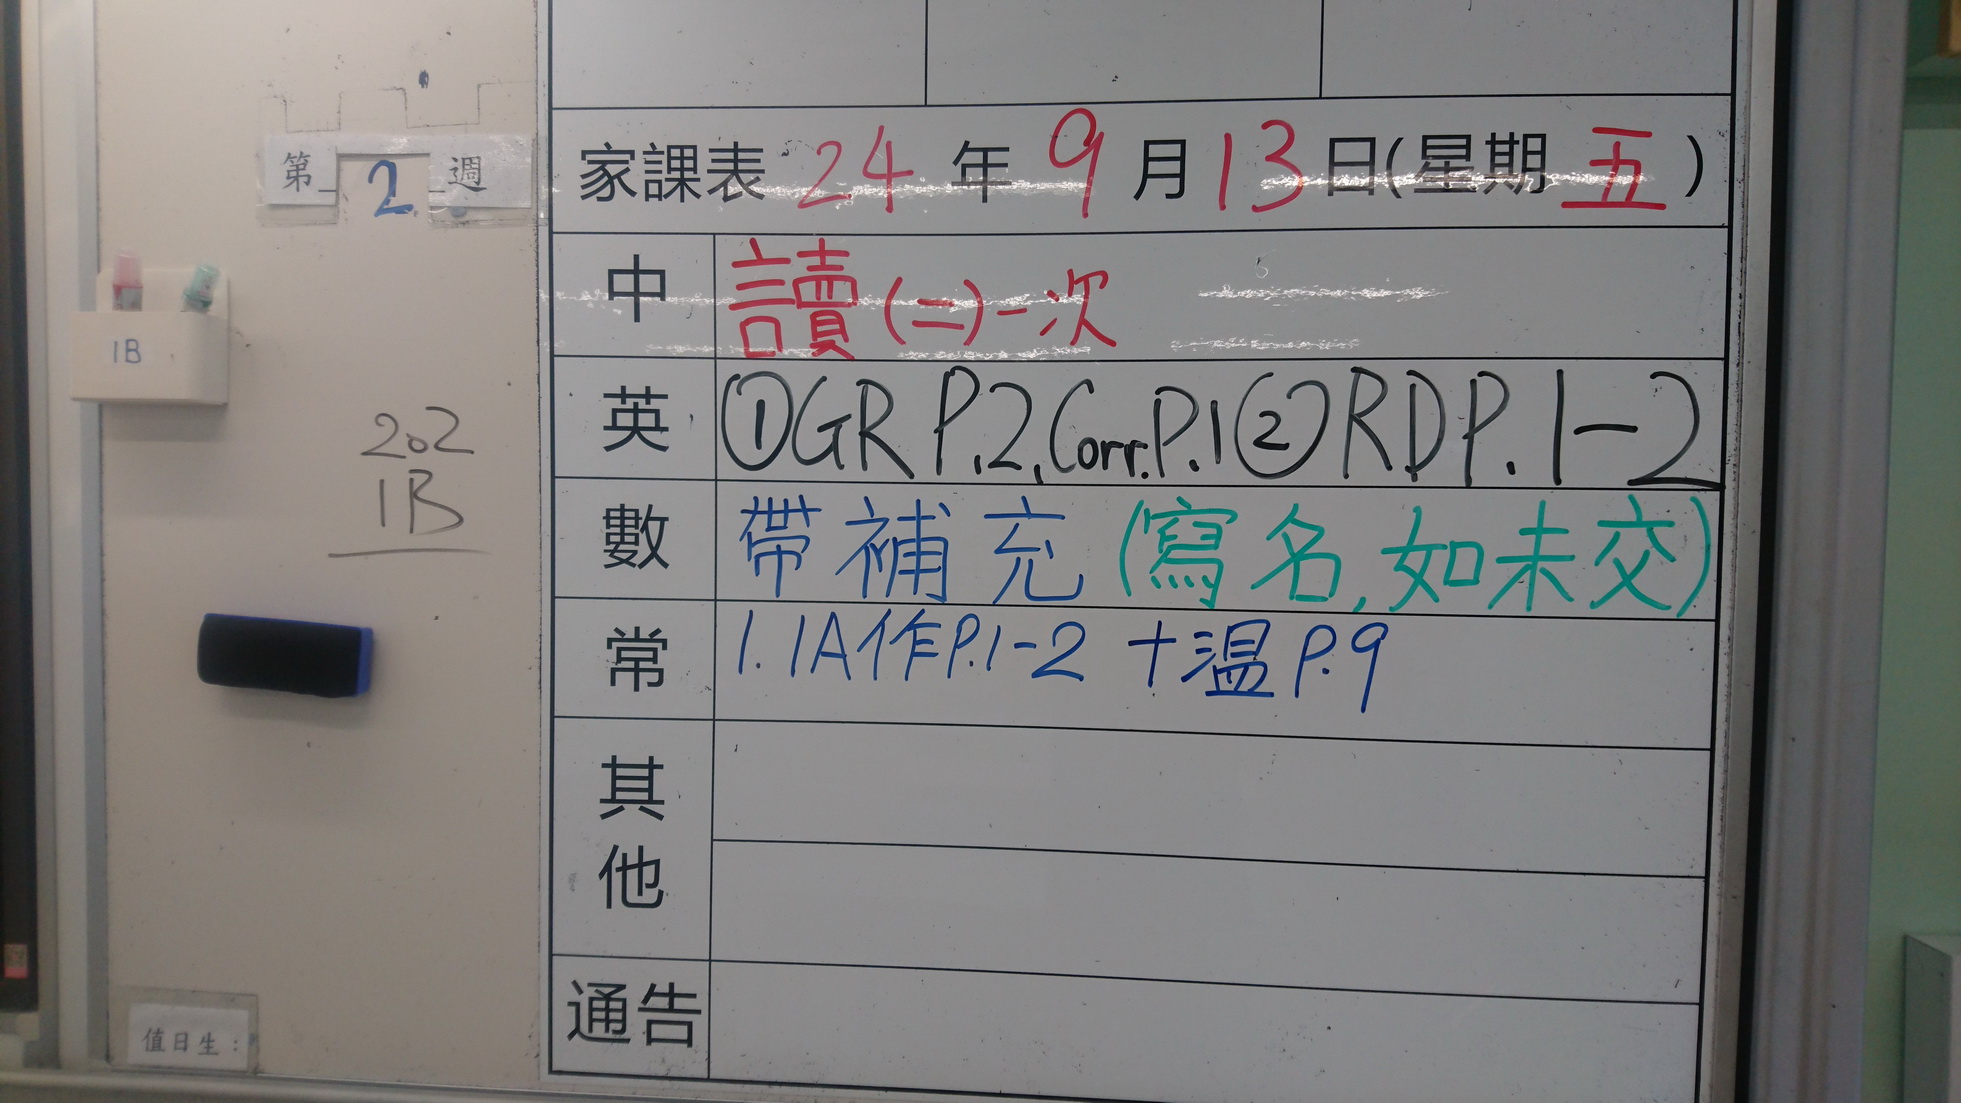 第 2 週
1B
202
1B
值日生：
家課表 24 年 9 月 13 日(星期 五)
中 讀(二)一次
英 ①GR P.2, Corr. P.1 ②RD P.1-2
數 帶補充 (寫名,如未交)
常 1. 1A作P.1-2 + 温 P.9
其他
通告